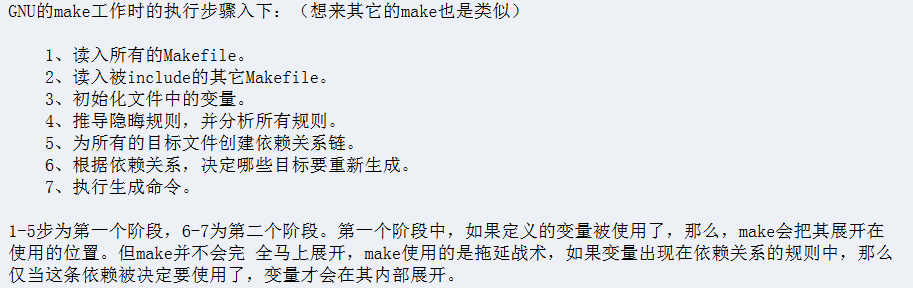 GNU的make工作时的执行步骤入下：（想来其它的make也是类似）
1、读入所有的Makefile。
2、读入被include的其它Makefile。
3、初始化文件中的变量。
4、推导隐晦规则，并分析所有规则。
5、为所有的目标文件创建依赖关系链。
6、根据依赖关系，决定哪些目标要重新生成。
7、执行生成命令。
1-5步为第一个阶段，6-7为第二个阶段。第一个阶段中，如果定义的变量被使用了，那么，make会把其展开在
使用的位置。但make并不会完 全马上展开，make使用的是拖延战术，如果变量出现在依赖关系的规则中，那么
仅当这条依赖被决定要使用了，变量才会在其内部展开。